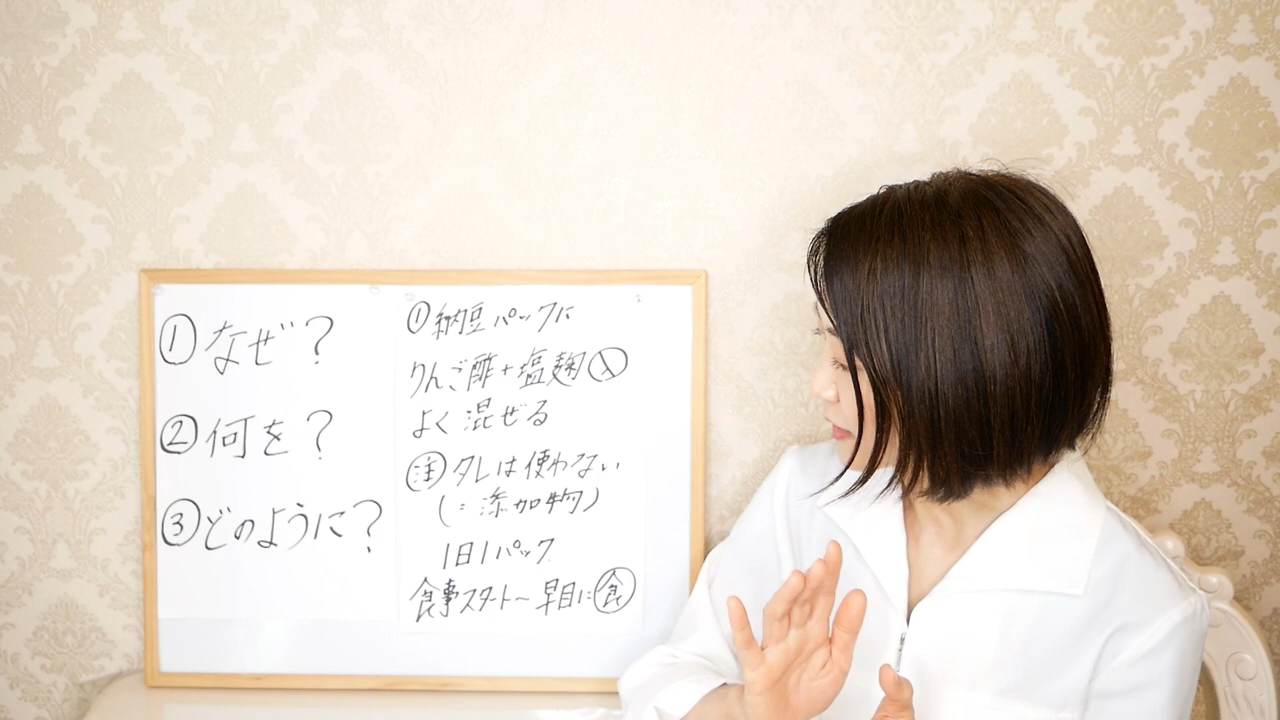 ①なぜ?
②何を?
③どのように?
①納豆パックに
りんご酢+塩麹㋳
よく混ぜる
㊟タレは使わない
(∵添加物)
1日1パック
食事スタート〜早目に㊝